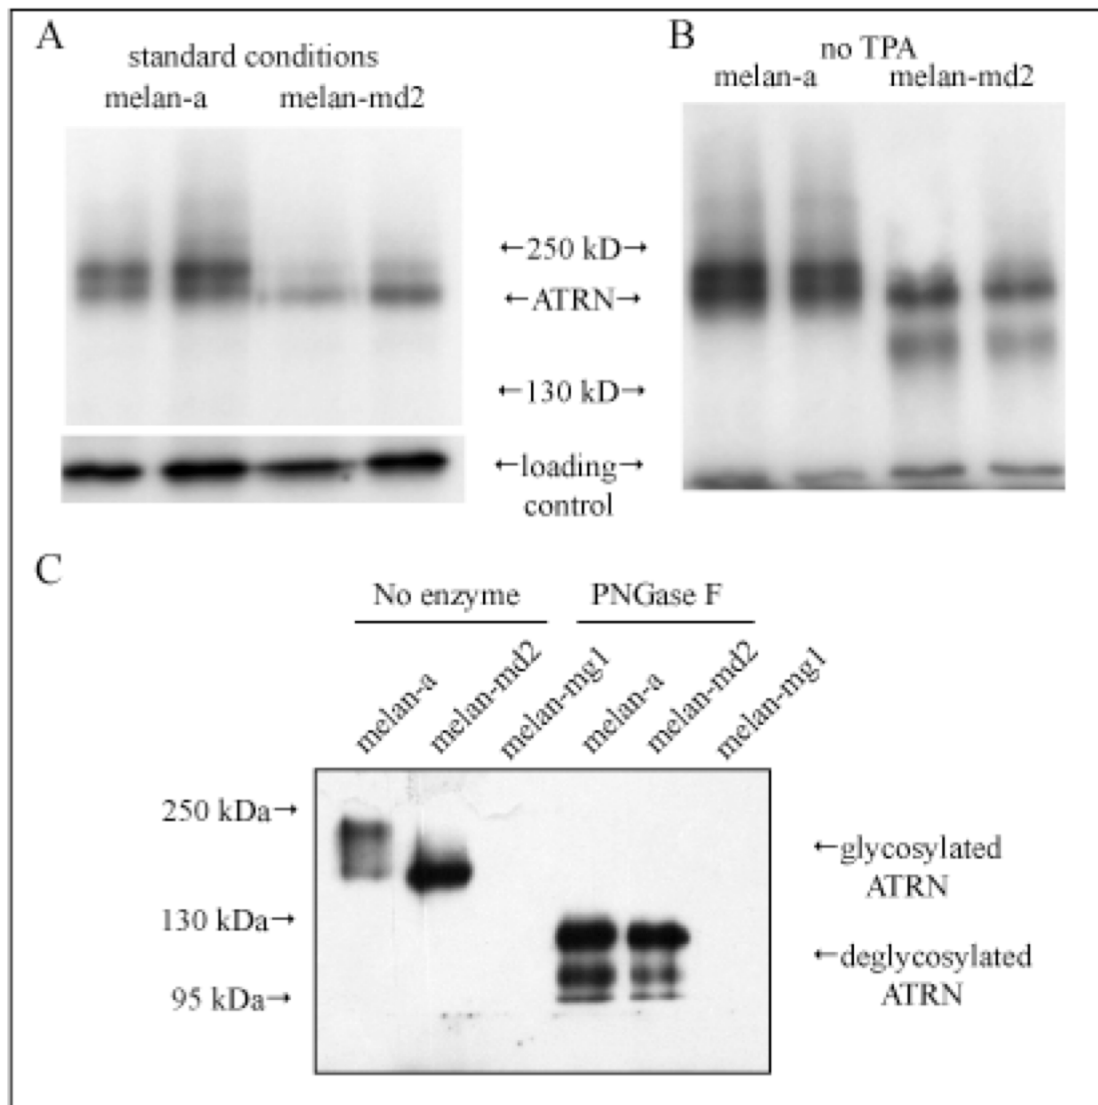 A
standard conditions
melan-a melan-md2
B
no TPA
melan-a melan-md2
←250 kD→
←ATRN→
←130 kD→
←loading→
control
C
No enzyme PNGase F
melan-a melan-md2 melan-mg1 melan-a melan-md2 melan-mg1
250 kDa→
130 kDa→
95 kDa→
←glycosylated
ATRN
←deglycosylated
ATRN